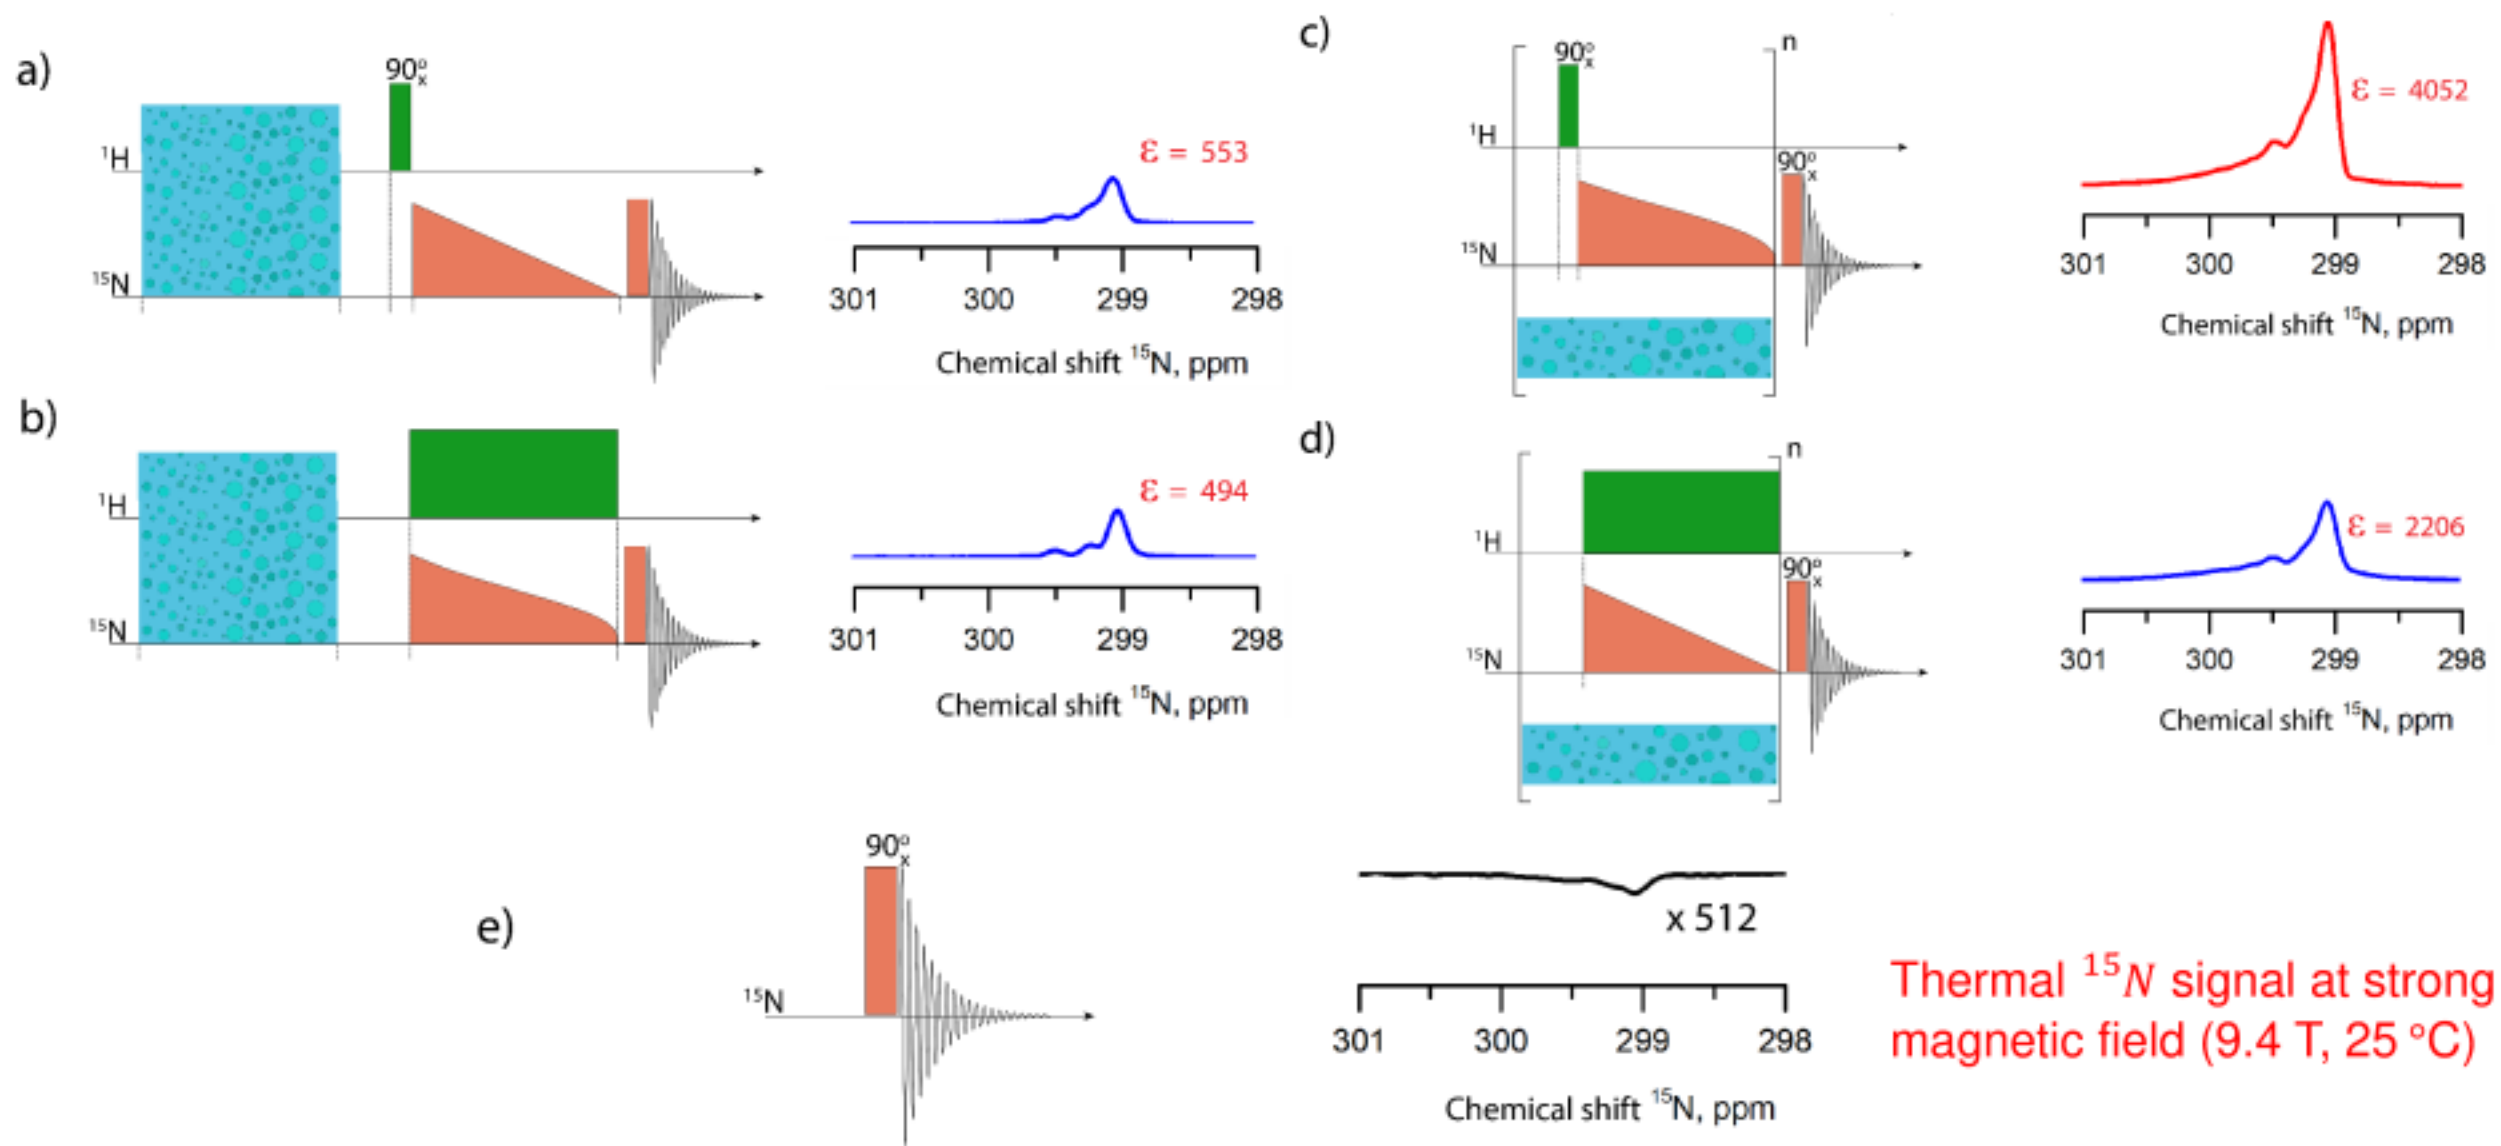 a)
90°x
¹H
¹⁵N
ε = 553
301 300 299 298
Chemical shift ¹⁵N, ppm
b)
¹H
¹⁵N
ε = 494
301 300 299 298
Chemical shift ¹⁵N, ppm
c)
n
90°x
¹H
90°x
¹⁵N
ε = 4052
301 300 299 298
Chemical shift ¹⁵N, ppm
d)
n
¹H
90°x
¹⁵N
ε = 2206
301 300 299 298
Chemical shift ¹⁵N, ppm
e)
90°x
¹⁵N
x 512
301 300 299 298
Chemical shift ¹⁵N, ppm
Thermal ¹⁵N signal at strong
magnetic field (9.4 T, 25 °C)